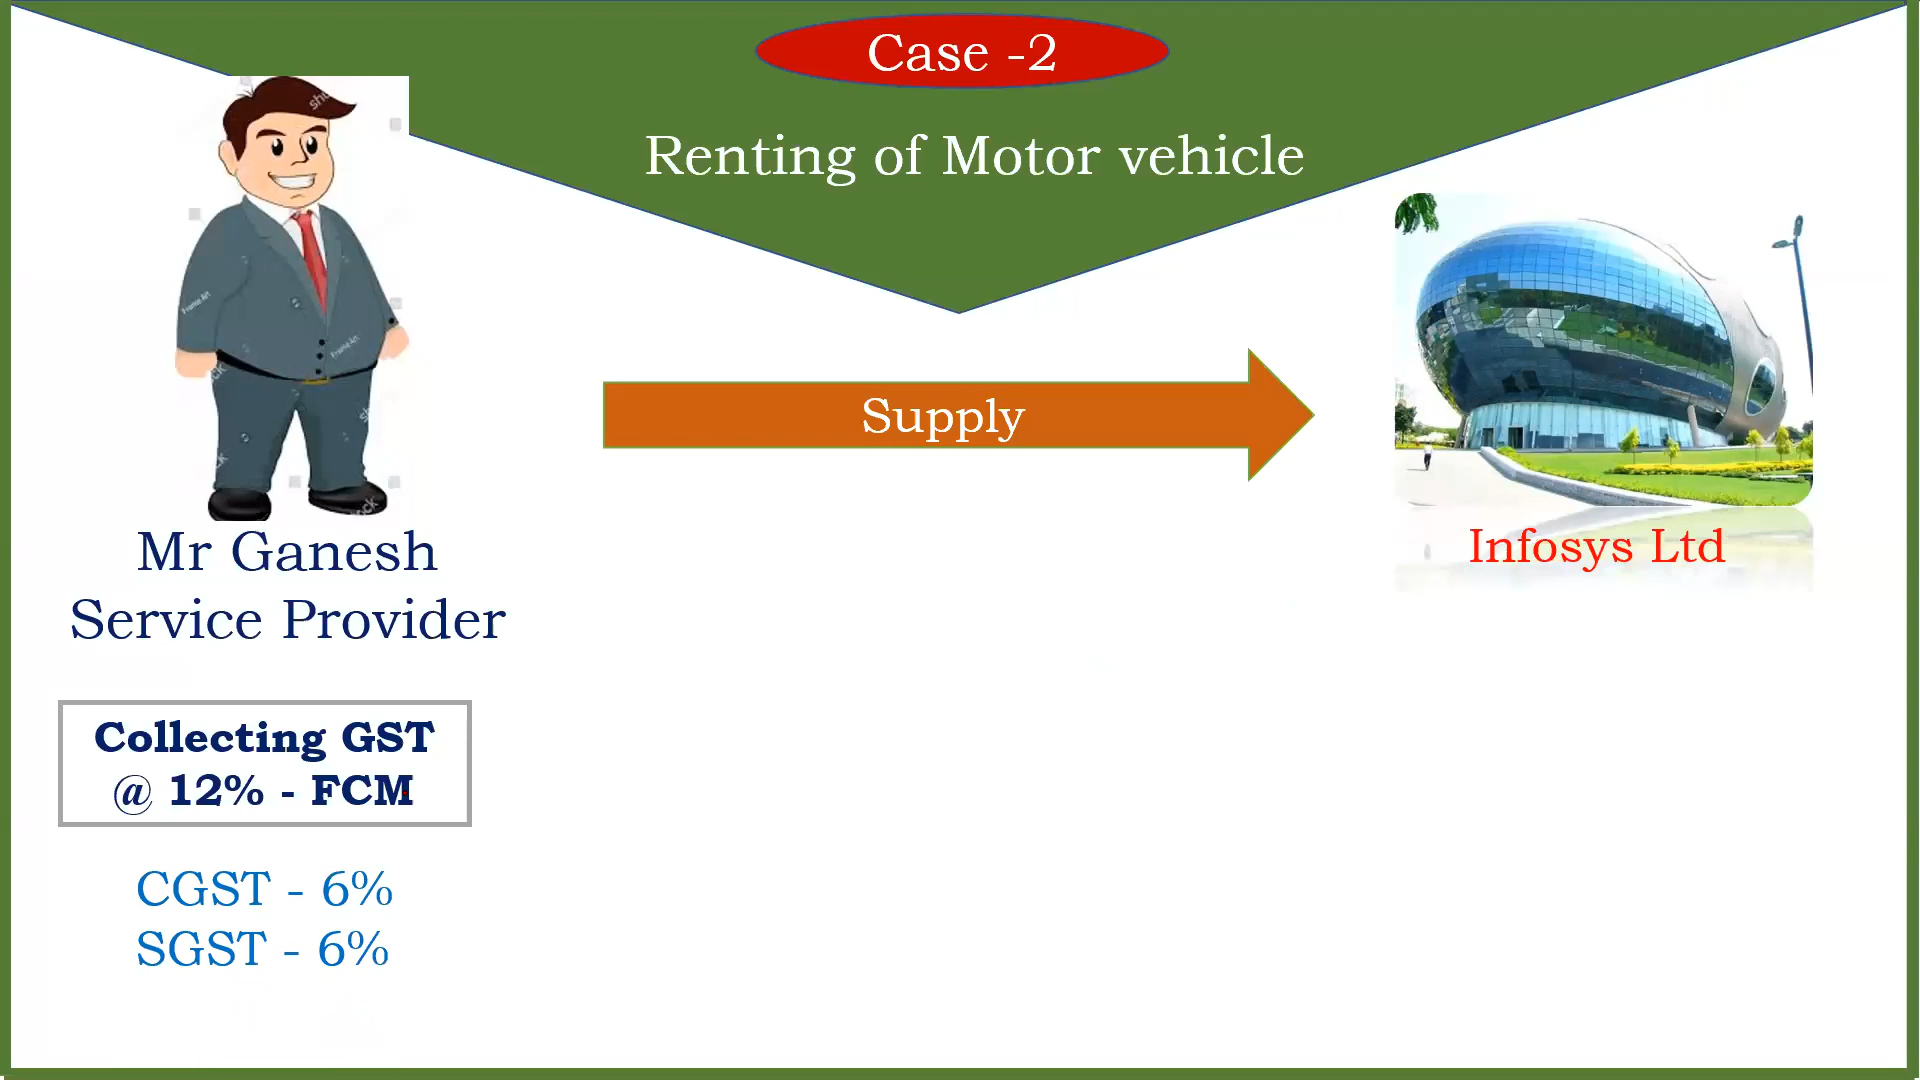 Case -2
Renting of Motor vehicle
Supply
Mr Ganesh
Service Provider
Infosys Ltd
Collecting GST
@ 12% - FCM
CGST - 6%
SGST - 6%